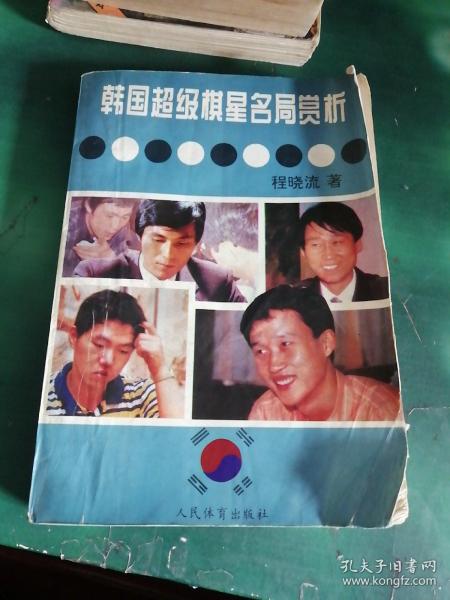 韩国超级棋星名局赏析
程晓流 著
人民体育出版社
孔夫子旧书网
www.kongfz.com